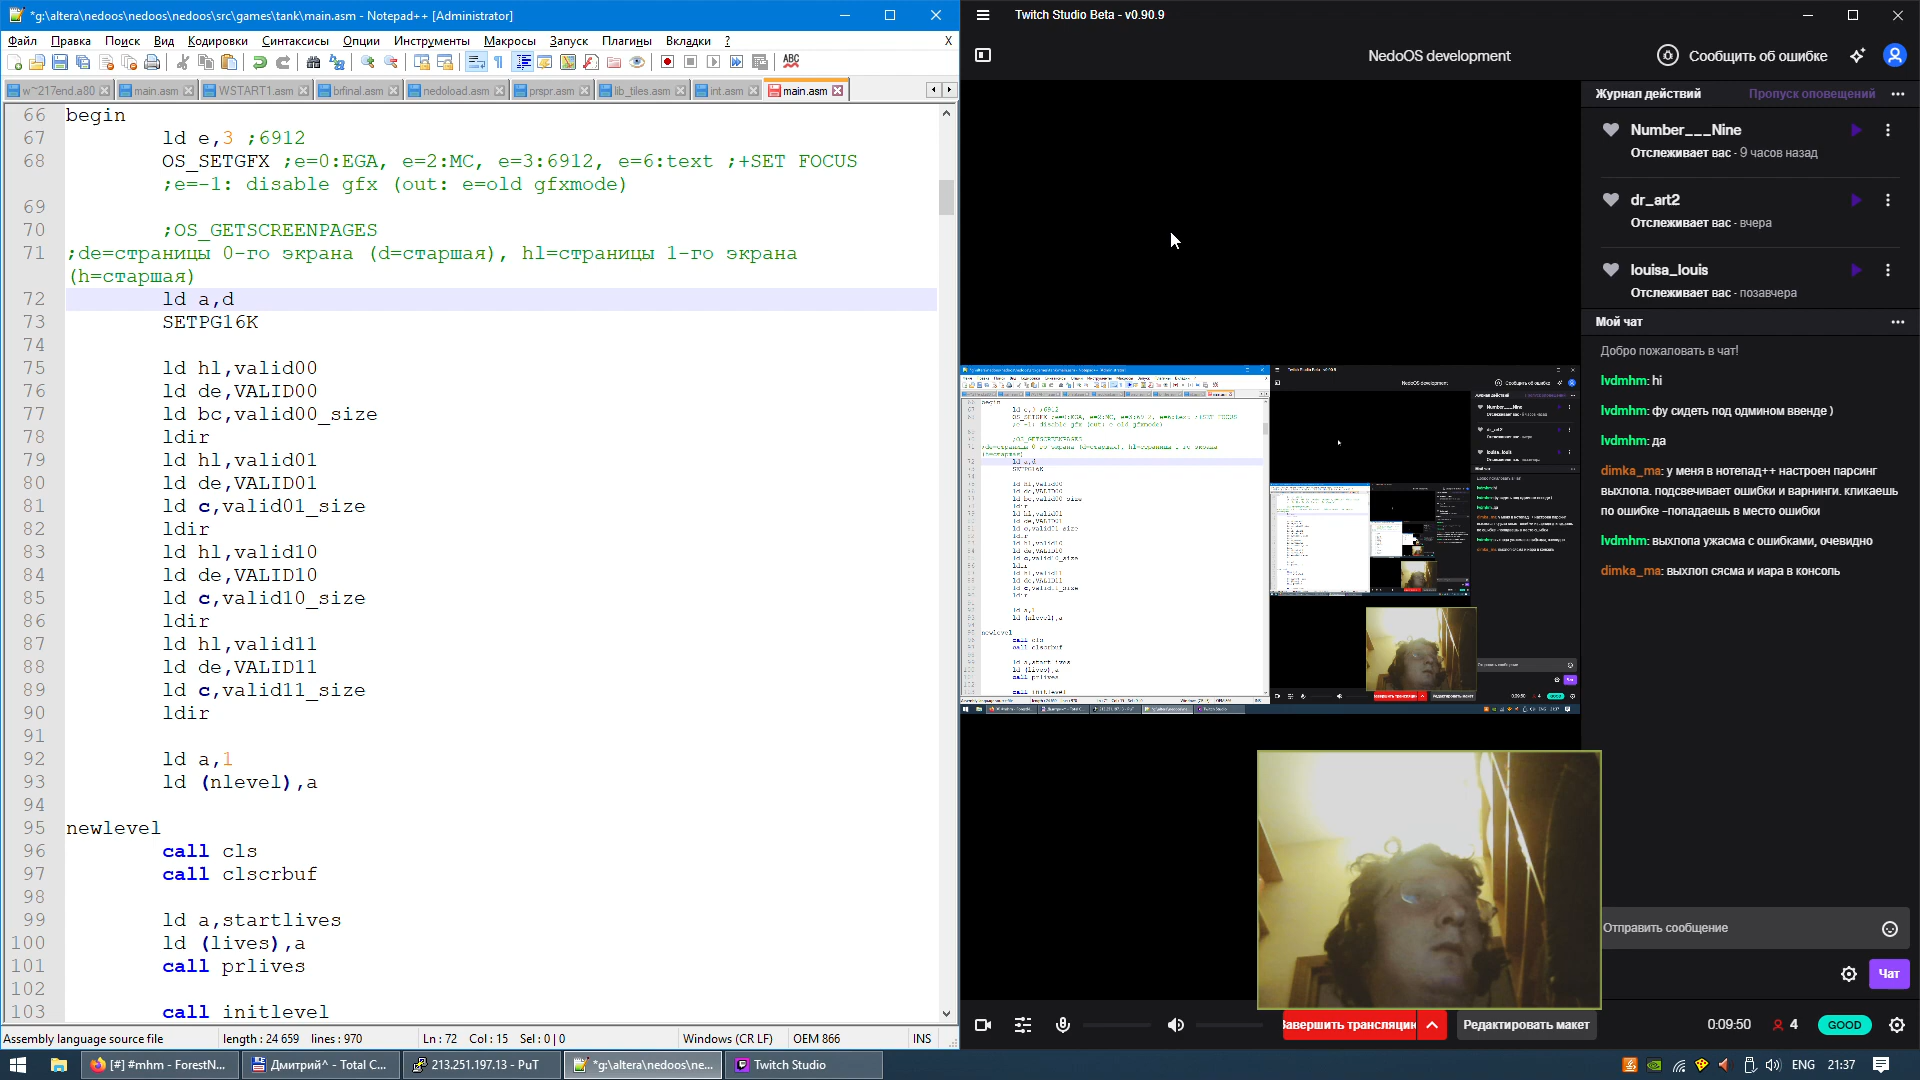 *g:\altera\nedoos\nedoos\nedoos\src\games\tank\main.asm - Notepad++ [Administrator]
Файл Правка Поиск Вид Кодировки Синтаксисы Опции Инструменты Макросы Запуск Плагины Вкладки ? X
w~217end.a80 main.asm WSTART1.asm brfinal.asm nedoload.asm prspr.asm lib_tiles.asm int.asm main.asm
66 begin
67 ld e,3 ;6912
68 OS_SETGFX ;e=0:EGA, e=2:MC, e=3:6912, e=6:text ;+SET FOCUS
;e=-1: disable gfx (out: e=old gfxmode)
69
70 ;OS_GETSCREENPAGES
71 ;de=страницы 0-го экрана (d=старшая), hl=страницы 1-го экрана
(h=старшая)
72 ld a,d
73 SETPG16K
74
75 ld hl,valid00
76 ld de,VALID00
77 ld bc,valid00_size
78 ldir
79 ld hl,valid01
80 ld de,VALID01
81 ld c,valid01_size
82 ldir
83 ld hl,valid10
84 ld de,VALID10
85 ld c,valid10_size
86 ldir
87 ld hl,valid11
88 ld de,VALID11
89 ld c,valid11_size
90 ldir
91
92 ld a,1
93 ld (nlevel),a
94
95 newlevel
96 call cls
97 call clscrbuf
98
99 ld a,startlives
100 ld (lives),a
101 call prlives
102
103 call initlevel
Assembly language source file length : 24 659 lines : 970 Ln : 72 Col : 15 Sel : 0 | 0 Windows (CR LF) OEM 866 INS
Twitch Studio Beta - v0.90.9
NedoOS development
Сообщить об ошибке
Журнал действий Пропуск оповещений
Number___Nine
Отслеживает вас - 9 часов назад
dr_art2
Отслеживает вас - вчера
louisa_louis
Отслеживает вас - позавчера
Мой чат
Добро пожаловать в чат!
lvdmhm: hi
lvdmhm: фу сидеть под одмином ввенде )
lvdmhm: да
dimka_ma: у меня в нотепад++ настроен парсинг
выхлопа. подсвечивает ошибки и варнинги. кликаешь
по ошибке -попадаешь в место ошибки
lvdmhm: выхлопа ужасма с ошибками, очевидно
dimka_ma: выхлоп сясма и иара в консоль
Отправить сообщение
Чат
Завершить трансляцию
Редактировать макет
0:09:50 4 GOOD
[#] #mhm - ForestN... Дмитрий^ - Total C... 213.251.197.13 - PuT *g:\altera\nedoos\ne... Twitch Studio ENG 21:37